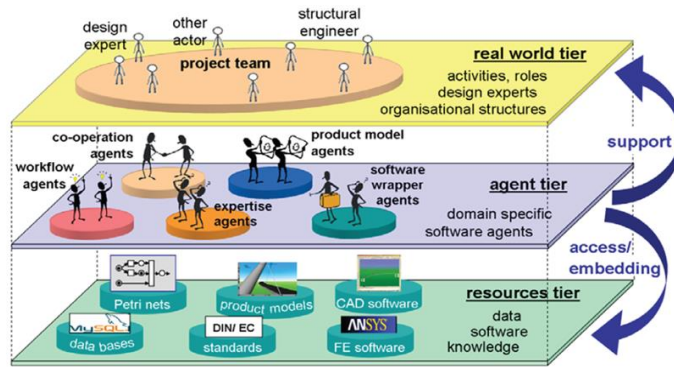 design
expert
other
actor
structural
engineer
project team
real world tier
activities, roles
design experts
organisational structures
support
co-operation
agents
product model
agents
workflow
agents
expertise
agents
software
wrapper
agents
agent tier
domain specific
software agents
access/
embedding
Petri nets
product models
CAD software
resources tier
MySQL
data bases
DIN/ EC
standards
ANSYS
FE software
data
software
knowledge